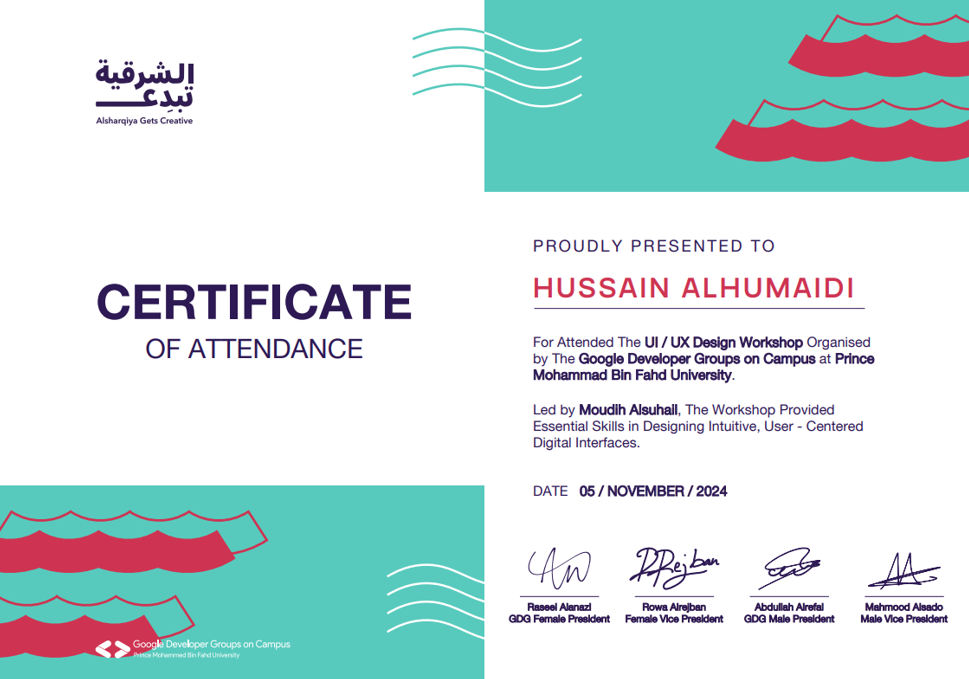 الشرقية
تبدع
Alsharqiya Gets Creative
CERTIFICATE
OF ATTENDANCE
PROUDLY PRESENTED TO
HUSSAIN ALHUMAIDI
For Attended The UI / UX Design Workshop Organised
by The Google Developer Groups on Campus at Prince
Mohammad Bin Fahd University.
Led by Moudih Alsuhali, The Workshop Provided
Essential Skills in Designing Intuitive, User - Centered
Digital Interfaces.
DATE 05 / NOVEMBER / 2024
Raseel Alanazi
GDG Female President
Rowa Alrejban
Female Vice President
Abdullah Alrefai
GDG Male President
Mahmood Alsado
Male Vice President
Google Developer Groups on Campus
Prince Mohammed Bin Fahd University